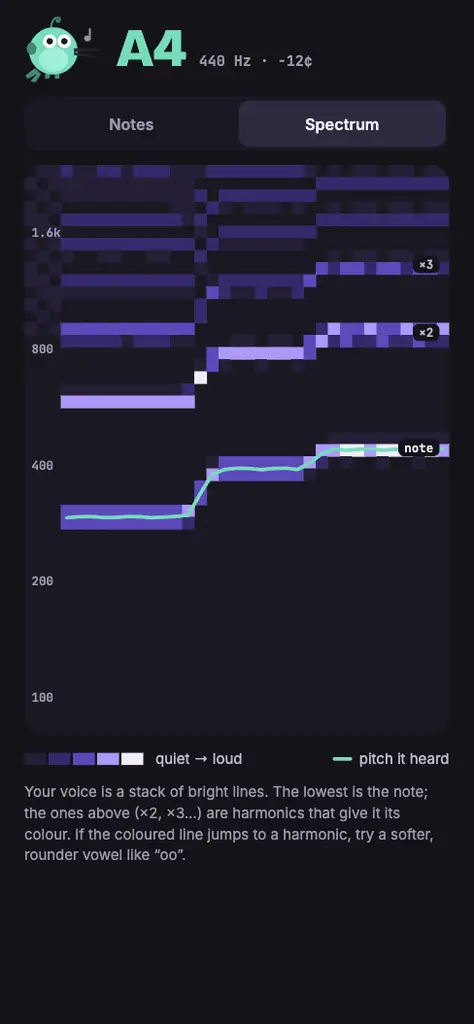 A4
440 Hz · -12¢
Notes
Spectrum
1.6k
×3
×2
800
note
400
200
100
quiet → loud
pitch it heard
Your voice is a stack of bright lines. The lowest is the note;
the ones above (×2, ×3…) are harmonics that give it its
colour. If the coloured line jumps to a harmonic, try a softer,
rounder vowel like “oo”.